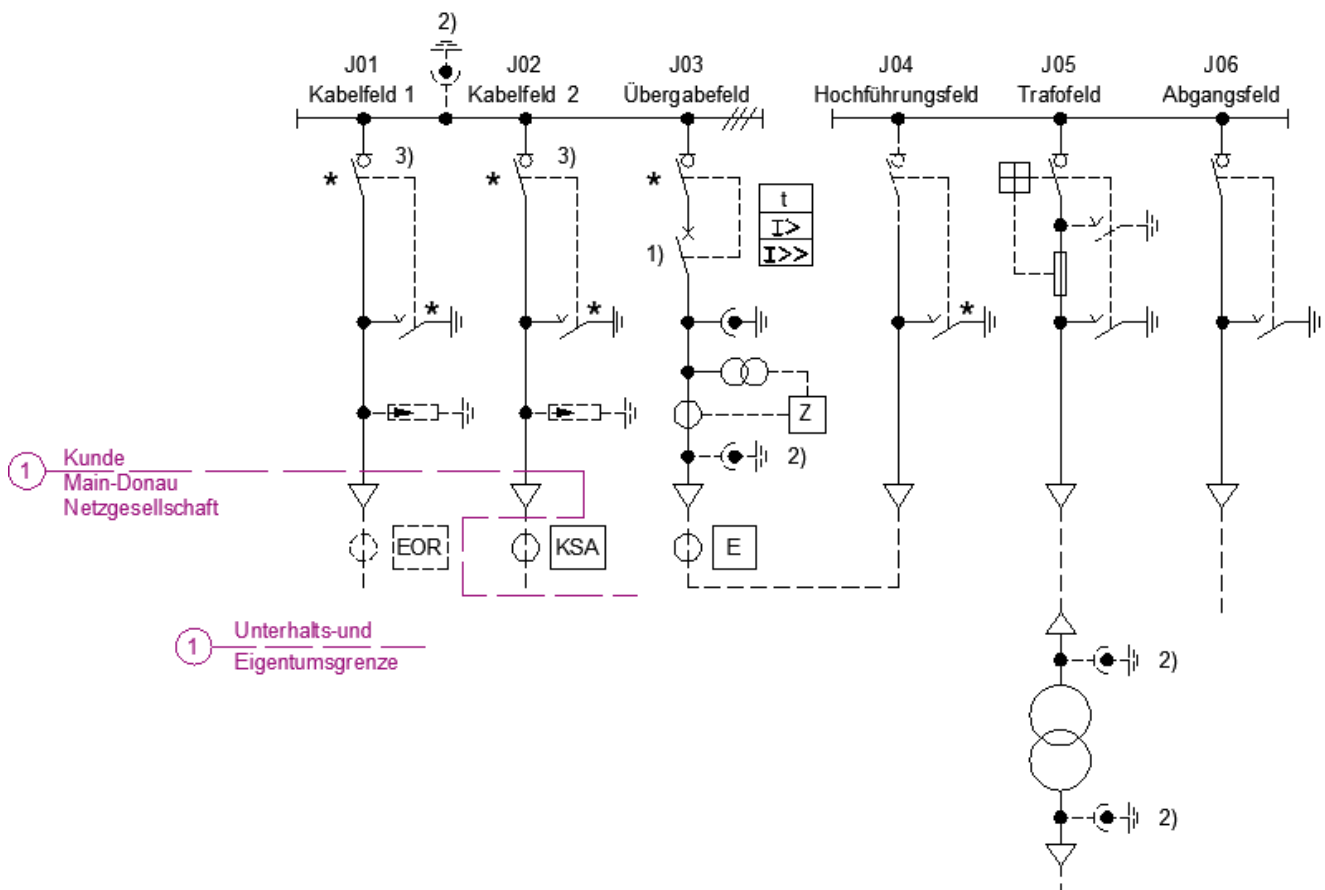 2)
J01
Kabelfeld 1
J02
Kabelfeld 2
J03
Übergabefeld
J04
Hochführungsfeld
J05
Trafofeld
J06
Abgangsfeld
3)
3)
*
*
*
t
I>
I>>
1)
*
*
*
Z
2)
1
Kunde
Main-Donau
Netzgesellschaft
EOR
KSA
E
1
Unterhalts-und
Eigentumsgrenze
2)
2)